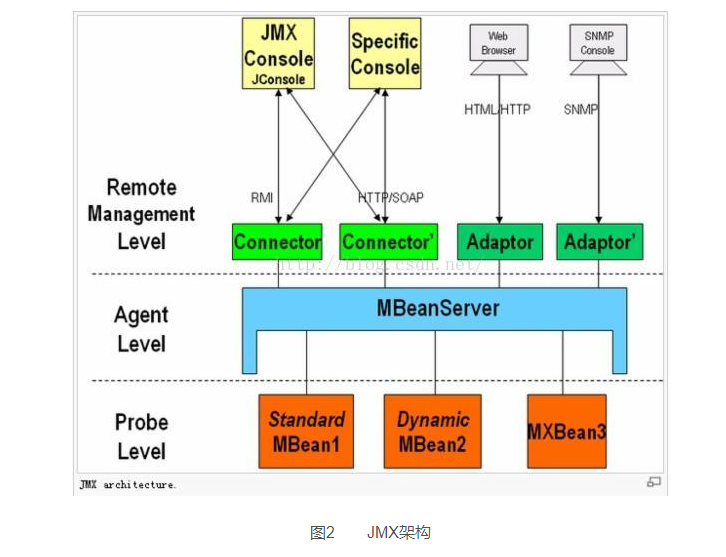 JMX
Console
JConsole
Specific
Console
Web
Browser
SNMP
Console
HTML/HTTP
SNMP
RMI
HTTP/SOAP
Remote
Management
Level
Connector
Connector'
Adaptor
Adaptor'
http://blog.csdn.net/
Agent
Level
MBeanServer
Probe
Level
Standard
MBean1
Dynamic
MBean2
MXBean3
JMX architecture.
图2 JMX架构